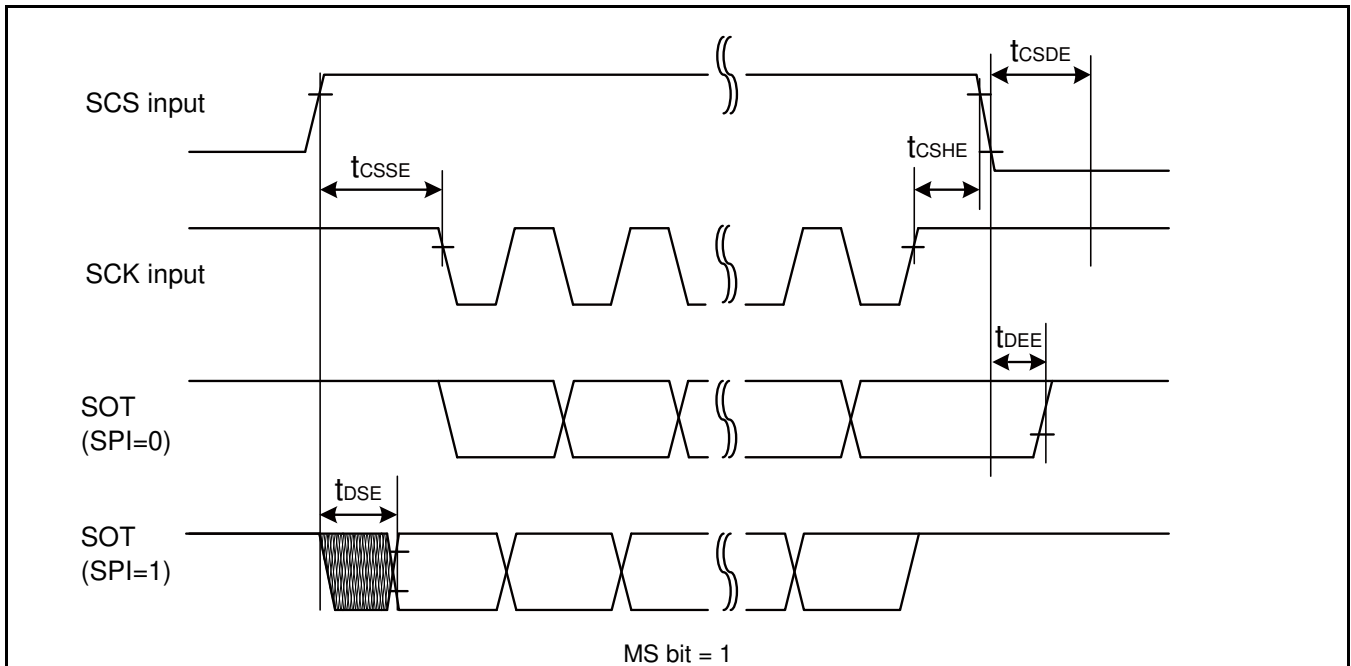 tCSDE
SCS input
tCSHE
tCSSE
SCK input
tDEE
SOT
(SPI=0)
tDSE
SOT
(SPI=1)
MS bit = 1